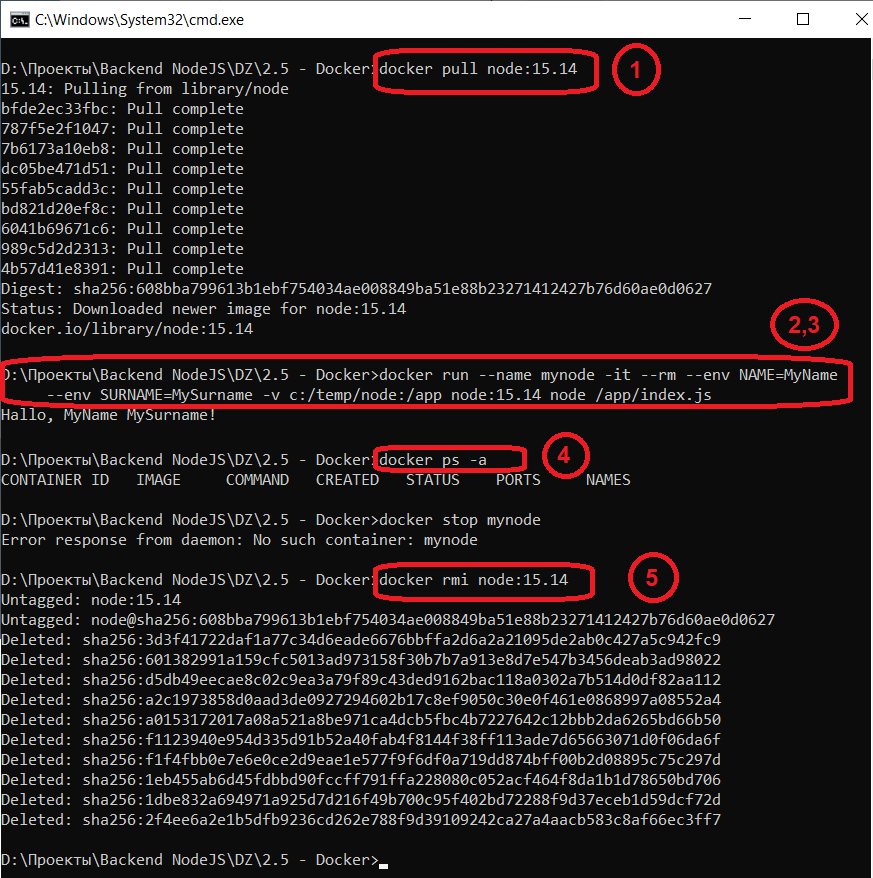 C:\Windows\System32\cmd.exe
D:\Проекты\Backend NodeJS\DZ\2.5 - Docker>docker pull node:15.14
1
15.14: Pulling from library/node
bfde2ec33fbc: Pull complete
787f5e2f1047: Pull complete
7b6173a10eb8: Pull complete
dc05be471d51: Pull complete
55fab5cadd3c: Pull complete
bd821d20ef8c: Pull complete
6041b69671c6: Pull complete
989c5d2d2313: Pull complete
4b57d41e8391: Pull complete
Digest: sha256:608bba799613b1ebf754034ae008849ba51e88b23271412427b76d60ae0d0627
Status: Downloaded newer image for node:15.14
docker.io/library/node:15.14
2,3
D:\Проекты\Backend NodeJS\DZ\2.5 - Docker>docker run --name mynode -it --rm --env NAME=MyName
--env SURNAME=MySurname -v c:/temp/node:/app node:15.14 node /app/index.js
Hallo, MyName MySurname!
D:\Проекты\Backend NodeJS\DZ\2.5 - Docker>docker ps -a
4
CONTAINER ID IMAGE COMMAND CREATED STATUS PORTS NAMES
D:\Проекты\Backend NodeJS\DZ\2.5 - Docker>docker stop mynode
Error response from daemon: No such container: mynode
D:\Проекты\Backend NodeJS\DZ\2.5 - Docker>docker rmi node:15.14
5
Untagged: node:15.14
Untagged: node@sha256:608bba799613b1ebf754034ae008849ba51e88b23271412427b76d60ae0d0627
Deleted: sha256:3d3f41722daf1a77c34d6eade6676bbffa2d6a2a21095de2ab0c427a5c942fc9
Deleted: sha256:601382991a159cfc5013ad973158f30b7b7a913e8d7e547b3456deab3ad98022
Deleted: sha256:d5db49eecae8c02c9ea3a79f89c43ded9162bac118a0302a7b514d0df82aa112
Deleted: sha256:a2c1973858d0aad3de0927294602b17c8ef9050c30e0f461e0868997a08552a4
Deleted: sha256:a0153172017a08a521a8be971ca4dcb5fbc4b7227642c12bbb2da6265bd66b50
Deleted: sha256:f1123940e954d335d91b52a40fab4f8144f38ff113ade7d65663071d0f06da6f
Deleted: sha256:f1f4fbb0e7e6e0ce2d9eae1e577f9f6df0a719dd874bff00b2d08895c75c297d
Deleted: sha256:1eb455ab6d45fdbbd90fccff791ffa228080c052acf464f8da1b1d78650bd706
Deleted: sha256:1dbe832a694971a925d7d216f49b700c95f402bd72288f9d37eceb1d59dcf72d
Deleted: sha256:2f4ee6a2e1b5dfb9236cd262e788f9d39109242ca27a4aacb583c8af66ec3ff7
D:\Проекты\Backend NodeJS\DZ\2.5 - Docker>